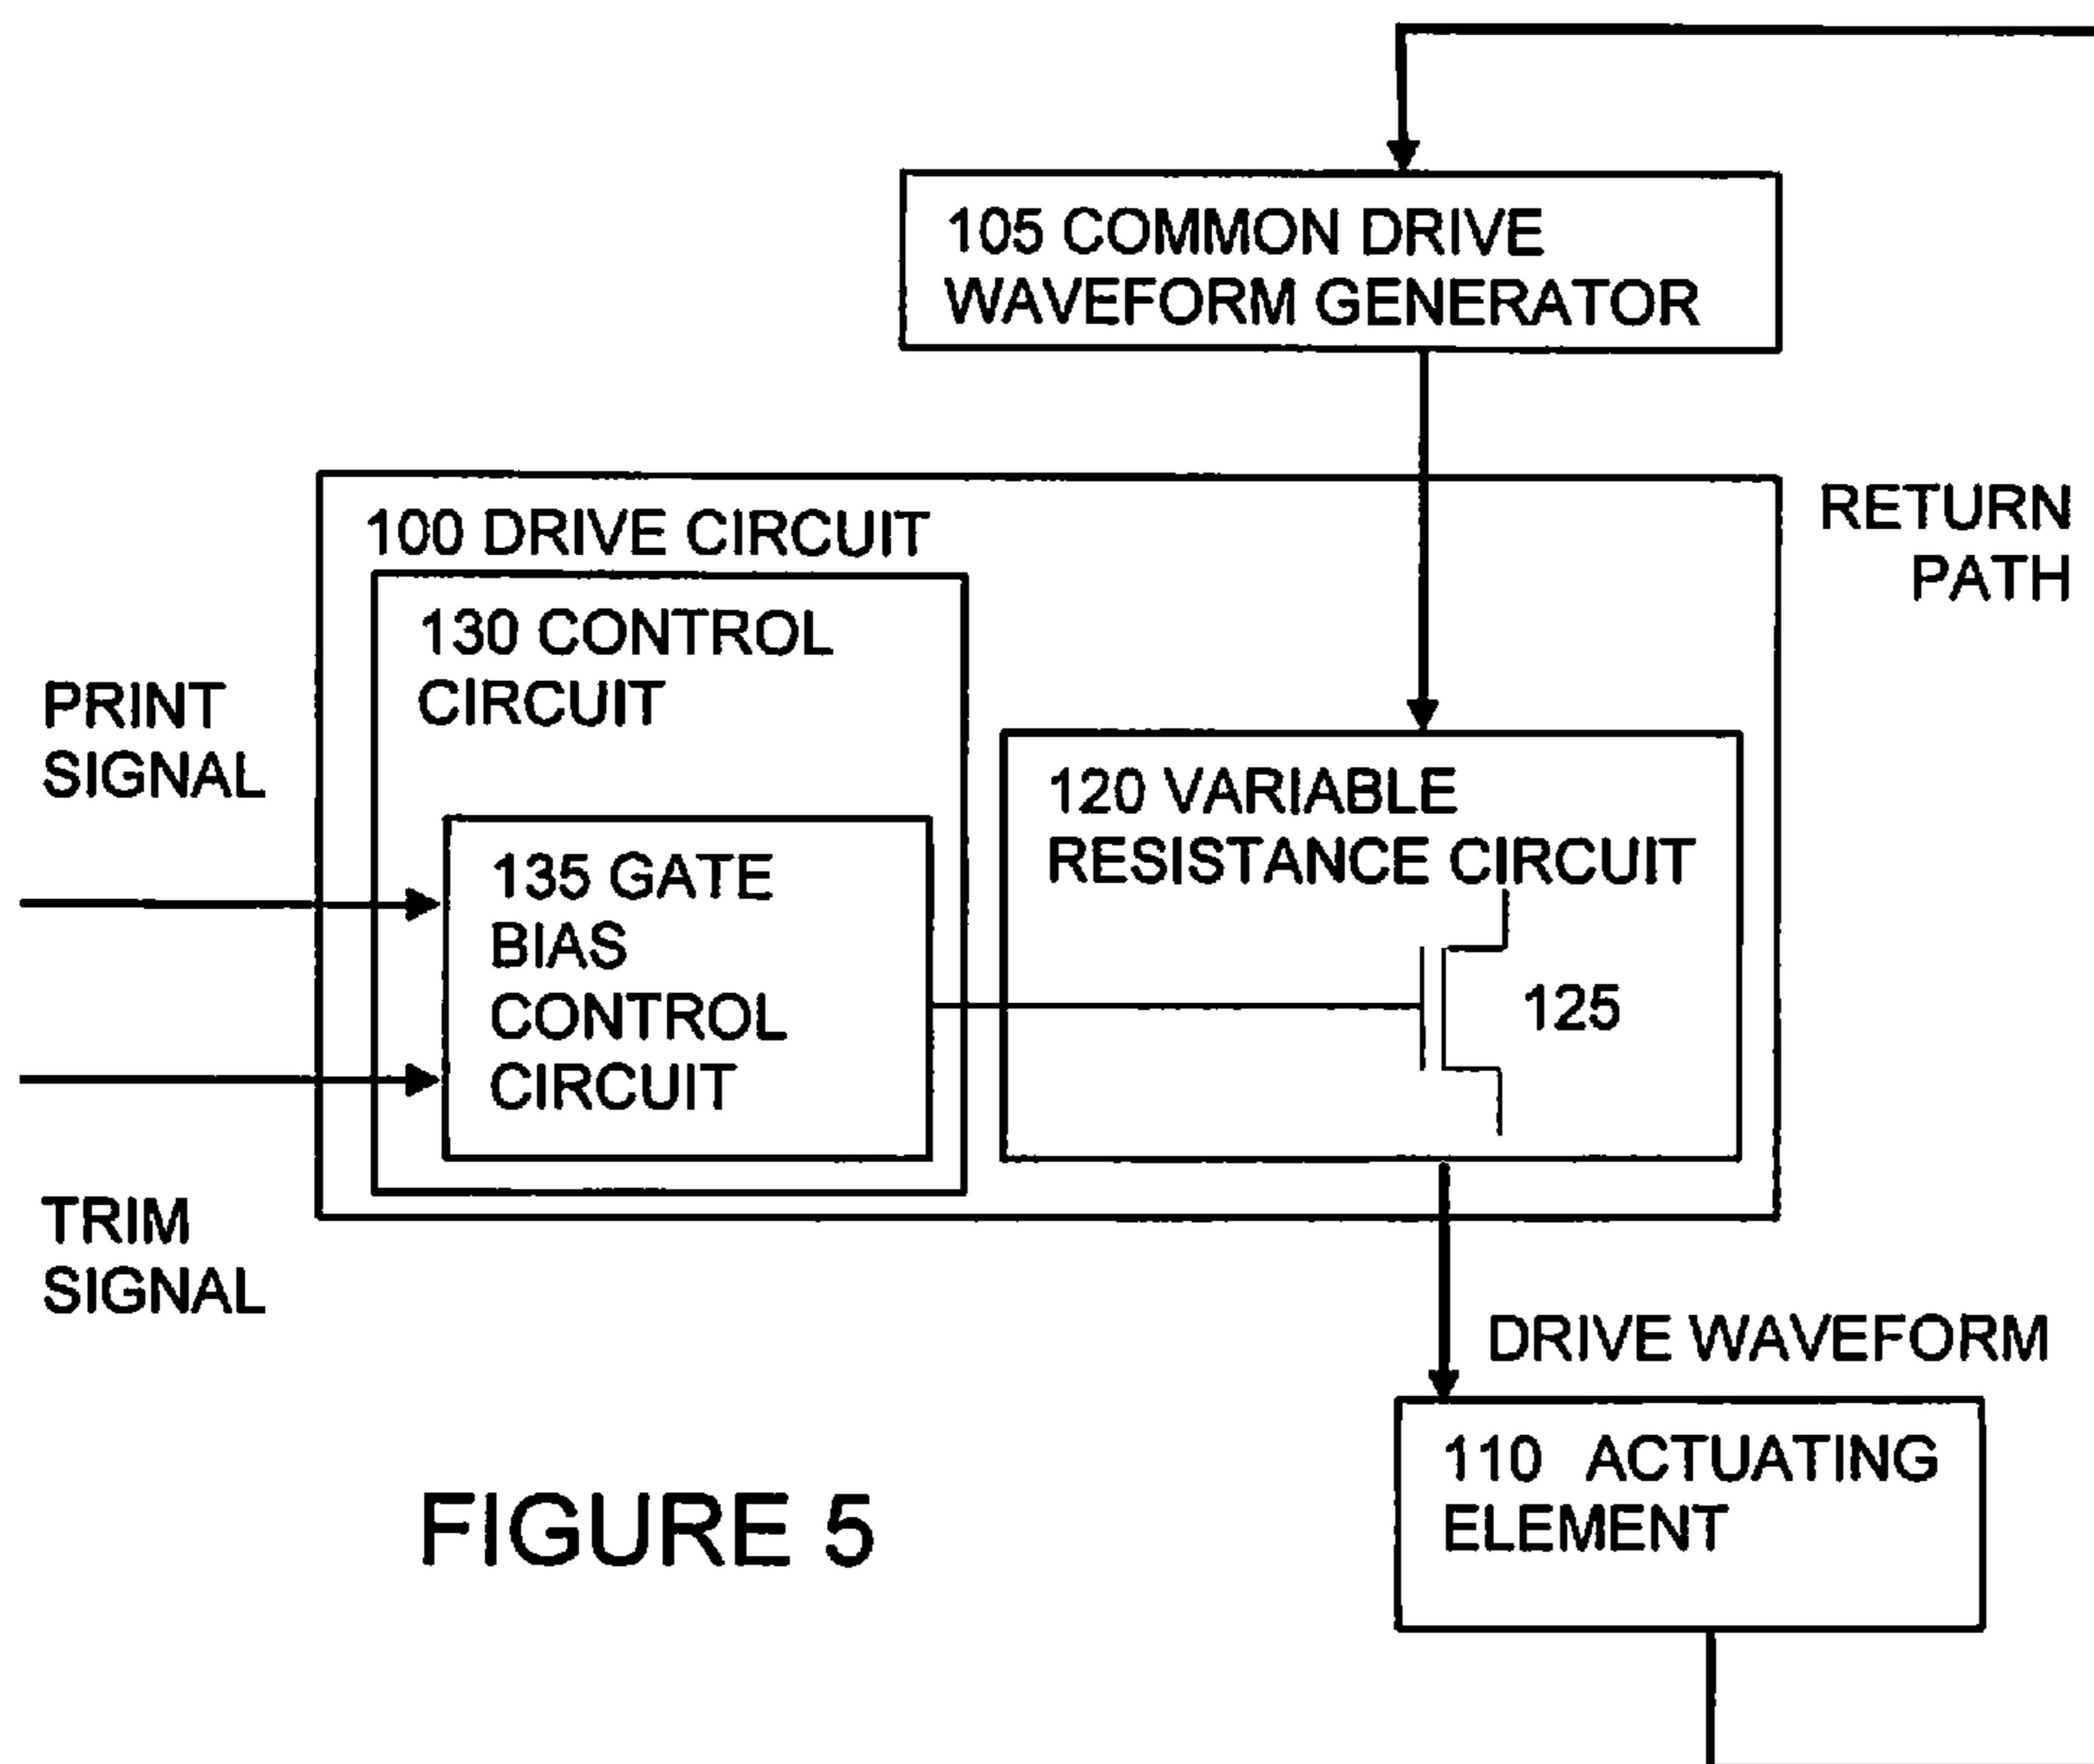 105 COMMON DRIVE
WAVEFORM GENERATOR
RETURN
PATH
100 DRIVE CIRCUIT
130 CONTROL
CIRCUIT
PRINT
SIGNAL
120 VARIABLE
RESISTANCE CIRCUIT
135 GATE
BIAS
CONTROL
CIRCUIT
125
TRIM
SIGNAL
DRIVE WAVEFORM
110 ACTUATING
ELEMENT
FIGURE 5